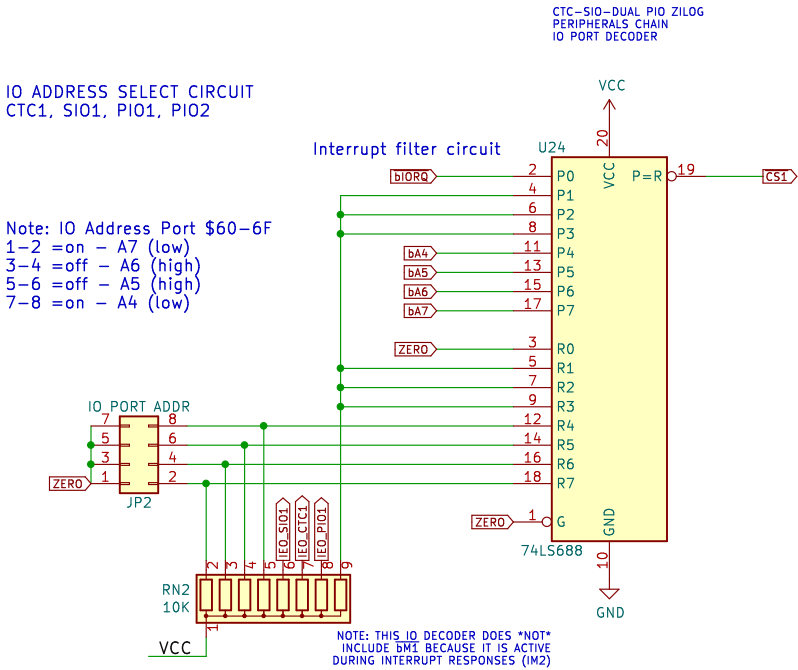 CTC-SIO-DUAL PIO ZILOG
PERIPHERALS CHAIN
IO PORT DECODER
IO ADDRESS SELECT CIRCUIT
CTC1, SIO1, PIO1, PIO2
VCC
20
Interrupt filter circuit
U24
VCC
bIORQ
2
P0
P=R
19
CS1
4
P1
6
P2
8
P3
Note: IO Address Port $60-6F
1-2 =on - A7 (low)
3-4 =off - A6 (high)
5-6 =off - A5 (high)
7-8 =on - A4 (low)
bA4
11
P4
bA5
13
P5
bA6
15
P6
bA7
17
P7
ZERO
3
R0
5
R1
7
R2
9
R3
IO PORT ADDR
7
8
12
R4
5
6
14
R5
3
4
16
R6
ZERO
1
2
18
R7
JP2
ZERO
1
G
GND
74LS688
10
GND
IEO_SIO1
IEO_CTC1
IEO_PIO1
2
3
4
5
6
7
8
9
RN2
10K
1
VCC
NOTE: THIS IO DECODER DOES *NOT*
INCLUDE bM1 BECAUSE IT IS ACTIVE
DURING INTERRUPT RESPONSES (IM2)